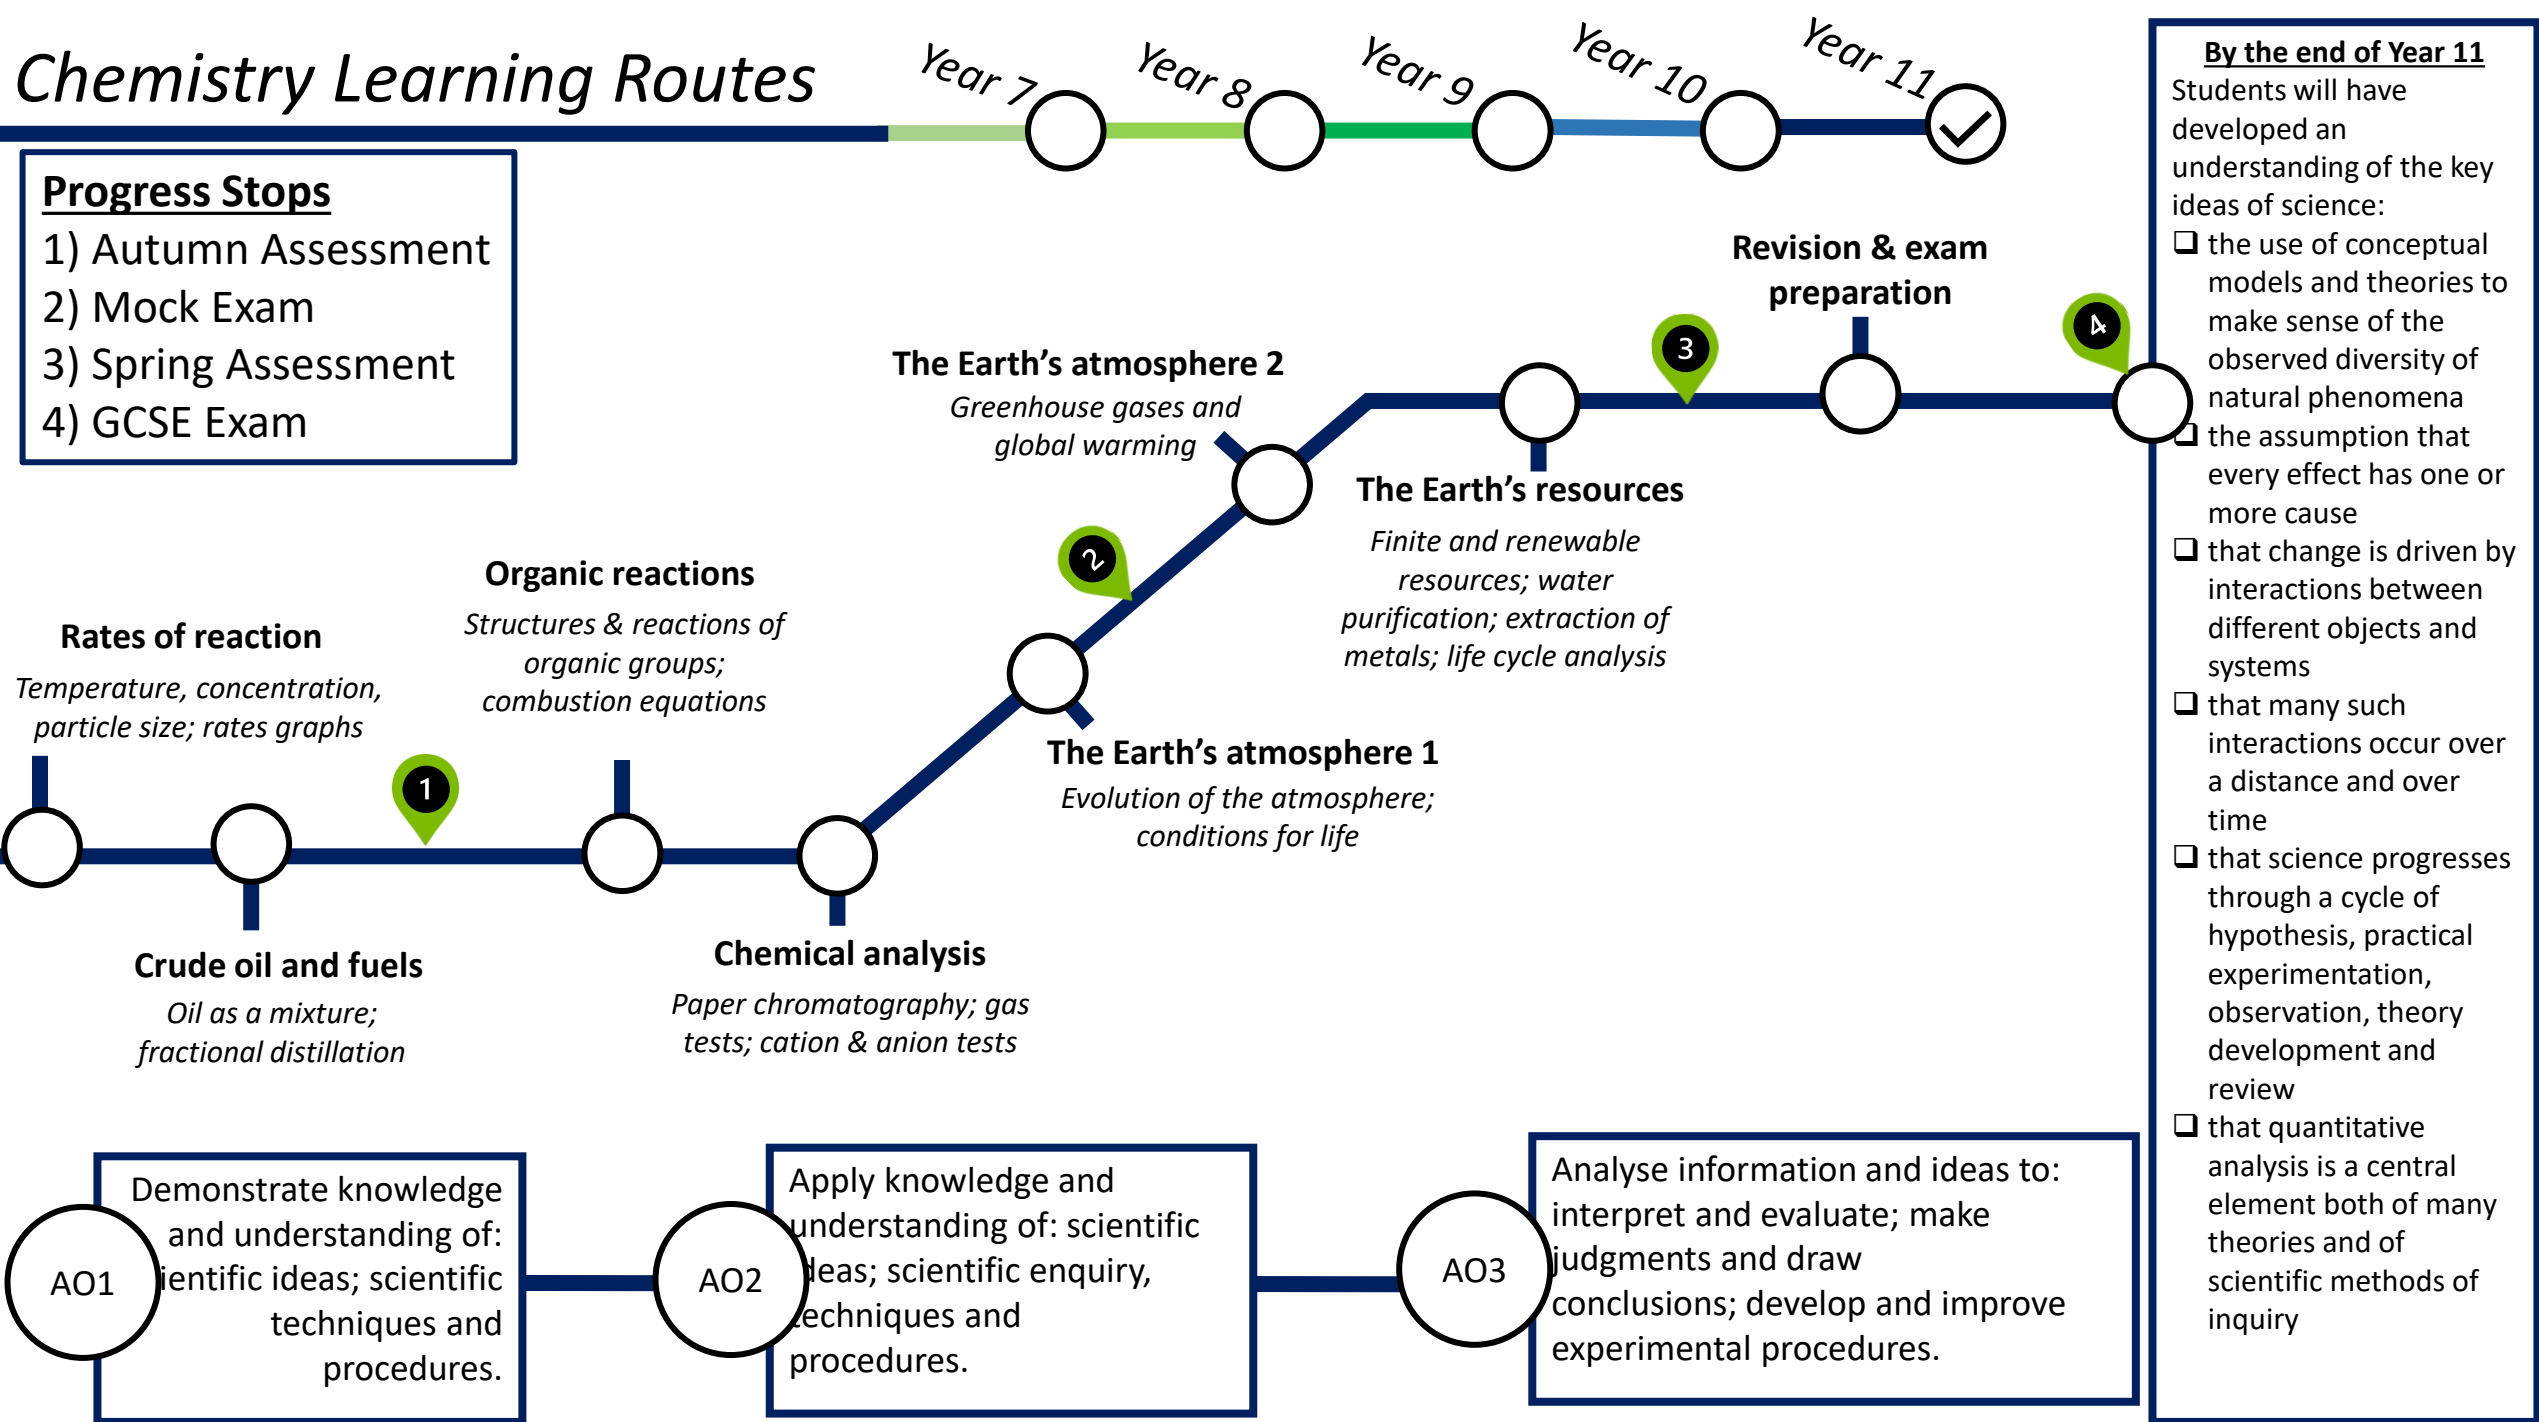 Chemistry Learning Routes
Year 7
Year 8
Year 9
Year 10
Year 11
Progress Stops
1) Autumn Assessment
2) Mock Exam
3) Spring Assessment
4) GCSE Exam
Revision & exam
preparation
3
4
The Earth's atmosphere 2
Greenhouse gases and
global warming
The Earth's resources
Finite and renewable
resources; water
purification; extraction of
metals; life cycle analysis
2
Organic reactions
Structures & reactions of
organic groups;
combustion equations
Rates of reaction
Temperature, concentration,
particle size; rates graphs
1
The Earth's atmosphere 1
Evolution of the atmosphere;
conditions for life
Crude oil and fuels
Oil as a mixture;
fractional distillation
Chemical analysis
Paper chromatography; gas
tests; cation & anion tests
AO1
Demonstrate knowledge
and understanding of:
ideas; scientific
techniques and
procedures.
AO2
Apply knowledge and
understanding of: scientific
ideas; scientific enquiry,
techniques and
procedures.
AO3
Analyse information and ideas to:
interpret and evaluate; make
judgments and draw
conclusions; develop and improve
experimental procedures.
By the end of Year 11
Students will have
developed an
understanding of the key
ideas of science:
❑ the use of conceptual
models and theories to
make sense of the
observed diversity of
natural phenomena
❑ the assumption that
every effect has one or
more cause
❑ that change is driven by
interactions between
different objects and
systems
❑ that many such
interactions occur over
a distance and over
time
❑ that science progresses
through a cycle of
hypothesis, practical
experimentation,
observation, theory
development and
review
❑ that quantitative
analysis is a central
element both of many
theories and of
scientific methods of
inquiry